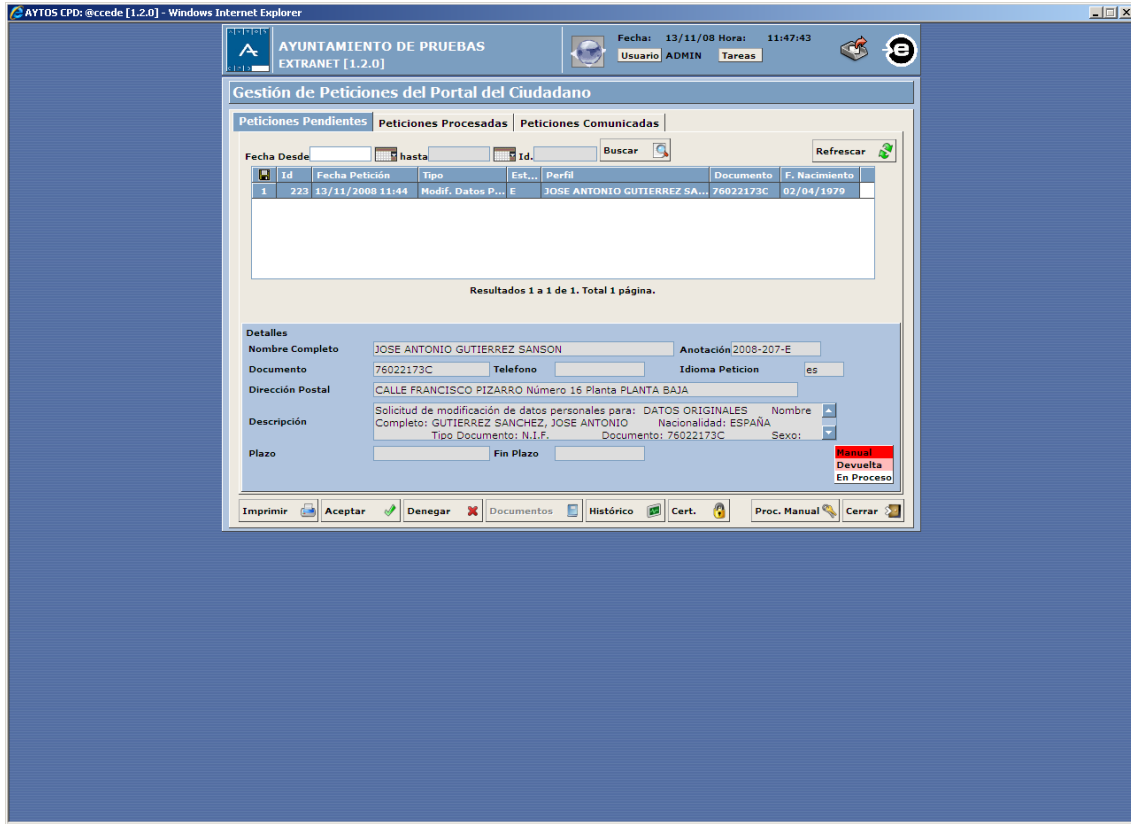 AYTOS CPD: @ccede [1.2.0] - Windows Internet Explorer
AYUNTAMIENTO DE PRUEBAS
EXTRANET [1.2.0]
Fecha: 13/11/08 Hora: 11:47:43
Usuario ADMIN Tareas
Gestión de Peticiones del Portal del Ciudadano
Peticiones Pendientes Peticiones Procesadas Peticiones Comunicadas
Fecha Desde hasta Id. Buscar Refrescar
Id Fecha Petición Tipo Est... Perfil Documento F. Nacimiento
1 223 13/11/2008 11:44 Modif. Datos P... E JOSE ANTONIO GUTIERREZ SA... 76022173C 02/04/1979
Resultados 1 a 1 de 1. Total 1 página.
Detalles
Nombre Completo JOSE ANTONIO GUTIERREZ SANSON Anotación 2008-207-E
Documento 76022173C Telefono Idioma Peticion es
Dirección Postal CALLE FRANCISCO PIZARRO Número 16 Planta PLANTA BAJA
Descripción Solicitud de modificación de datos personales para: DATOS ORIGINALES Nombre
Completo: GUTIERREZ SANCHEZ, JOSE ANTONIO Nacionalidad: ESPAÑA
Tipo Documento: N.I.F. Documento: 76022173C Sexo:
Plazo Fin Plazo
Manual
Devuelta
En Proceso
Imprimir Aceptar Denegar Documentos Histórico Cert. Proc. Manual Cerrar